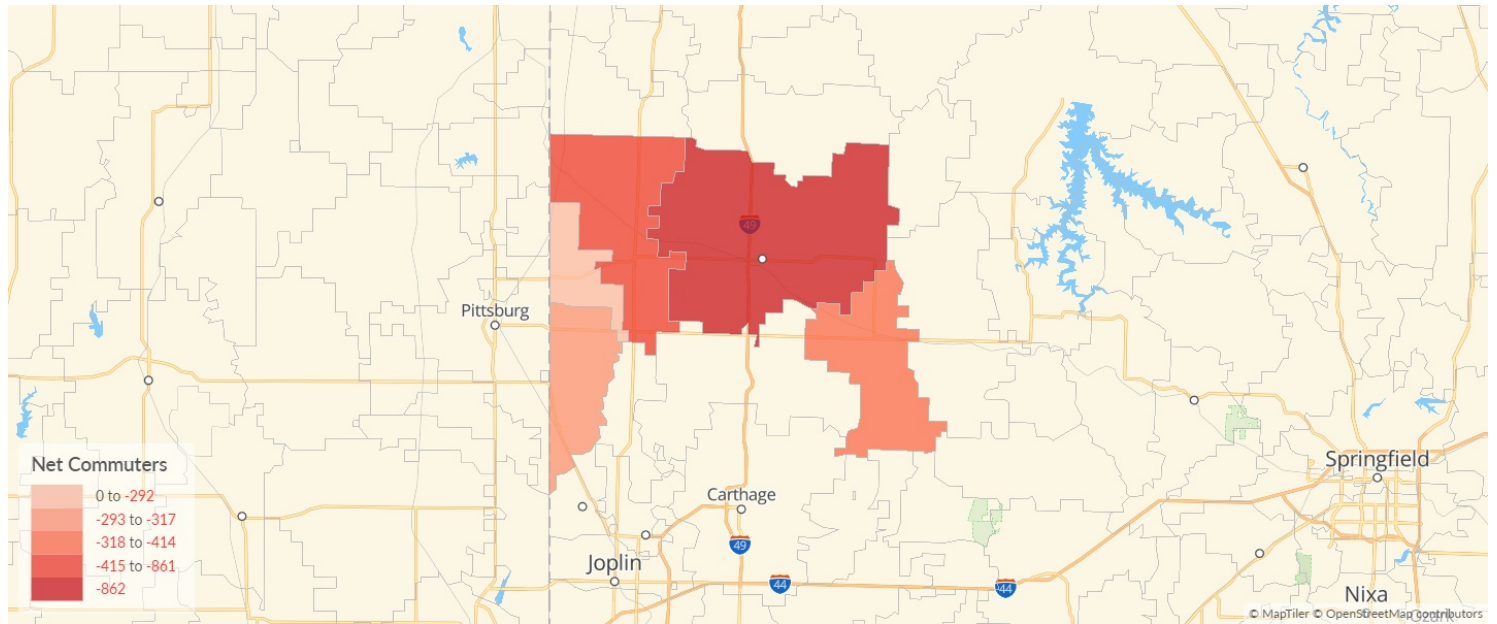 49
Pittsburg
Net Commuters
0 to -292
-293 to -317
-318 to -414
-415 to -861
-862
Carthage
49
Joplin
44
44
Springfield
Nixa
Ozark
© MapTiler © OpenStreetMap contributors